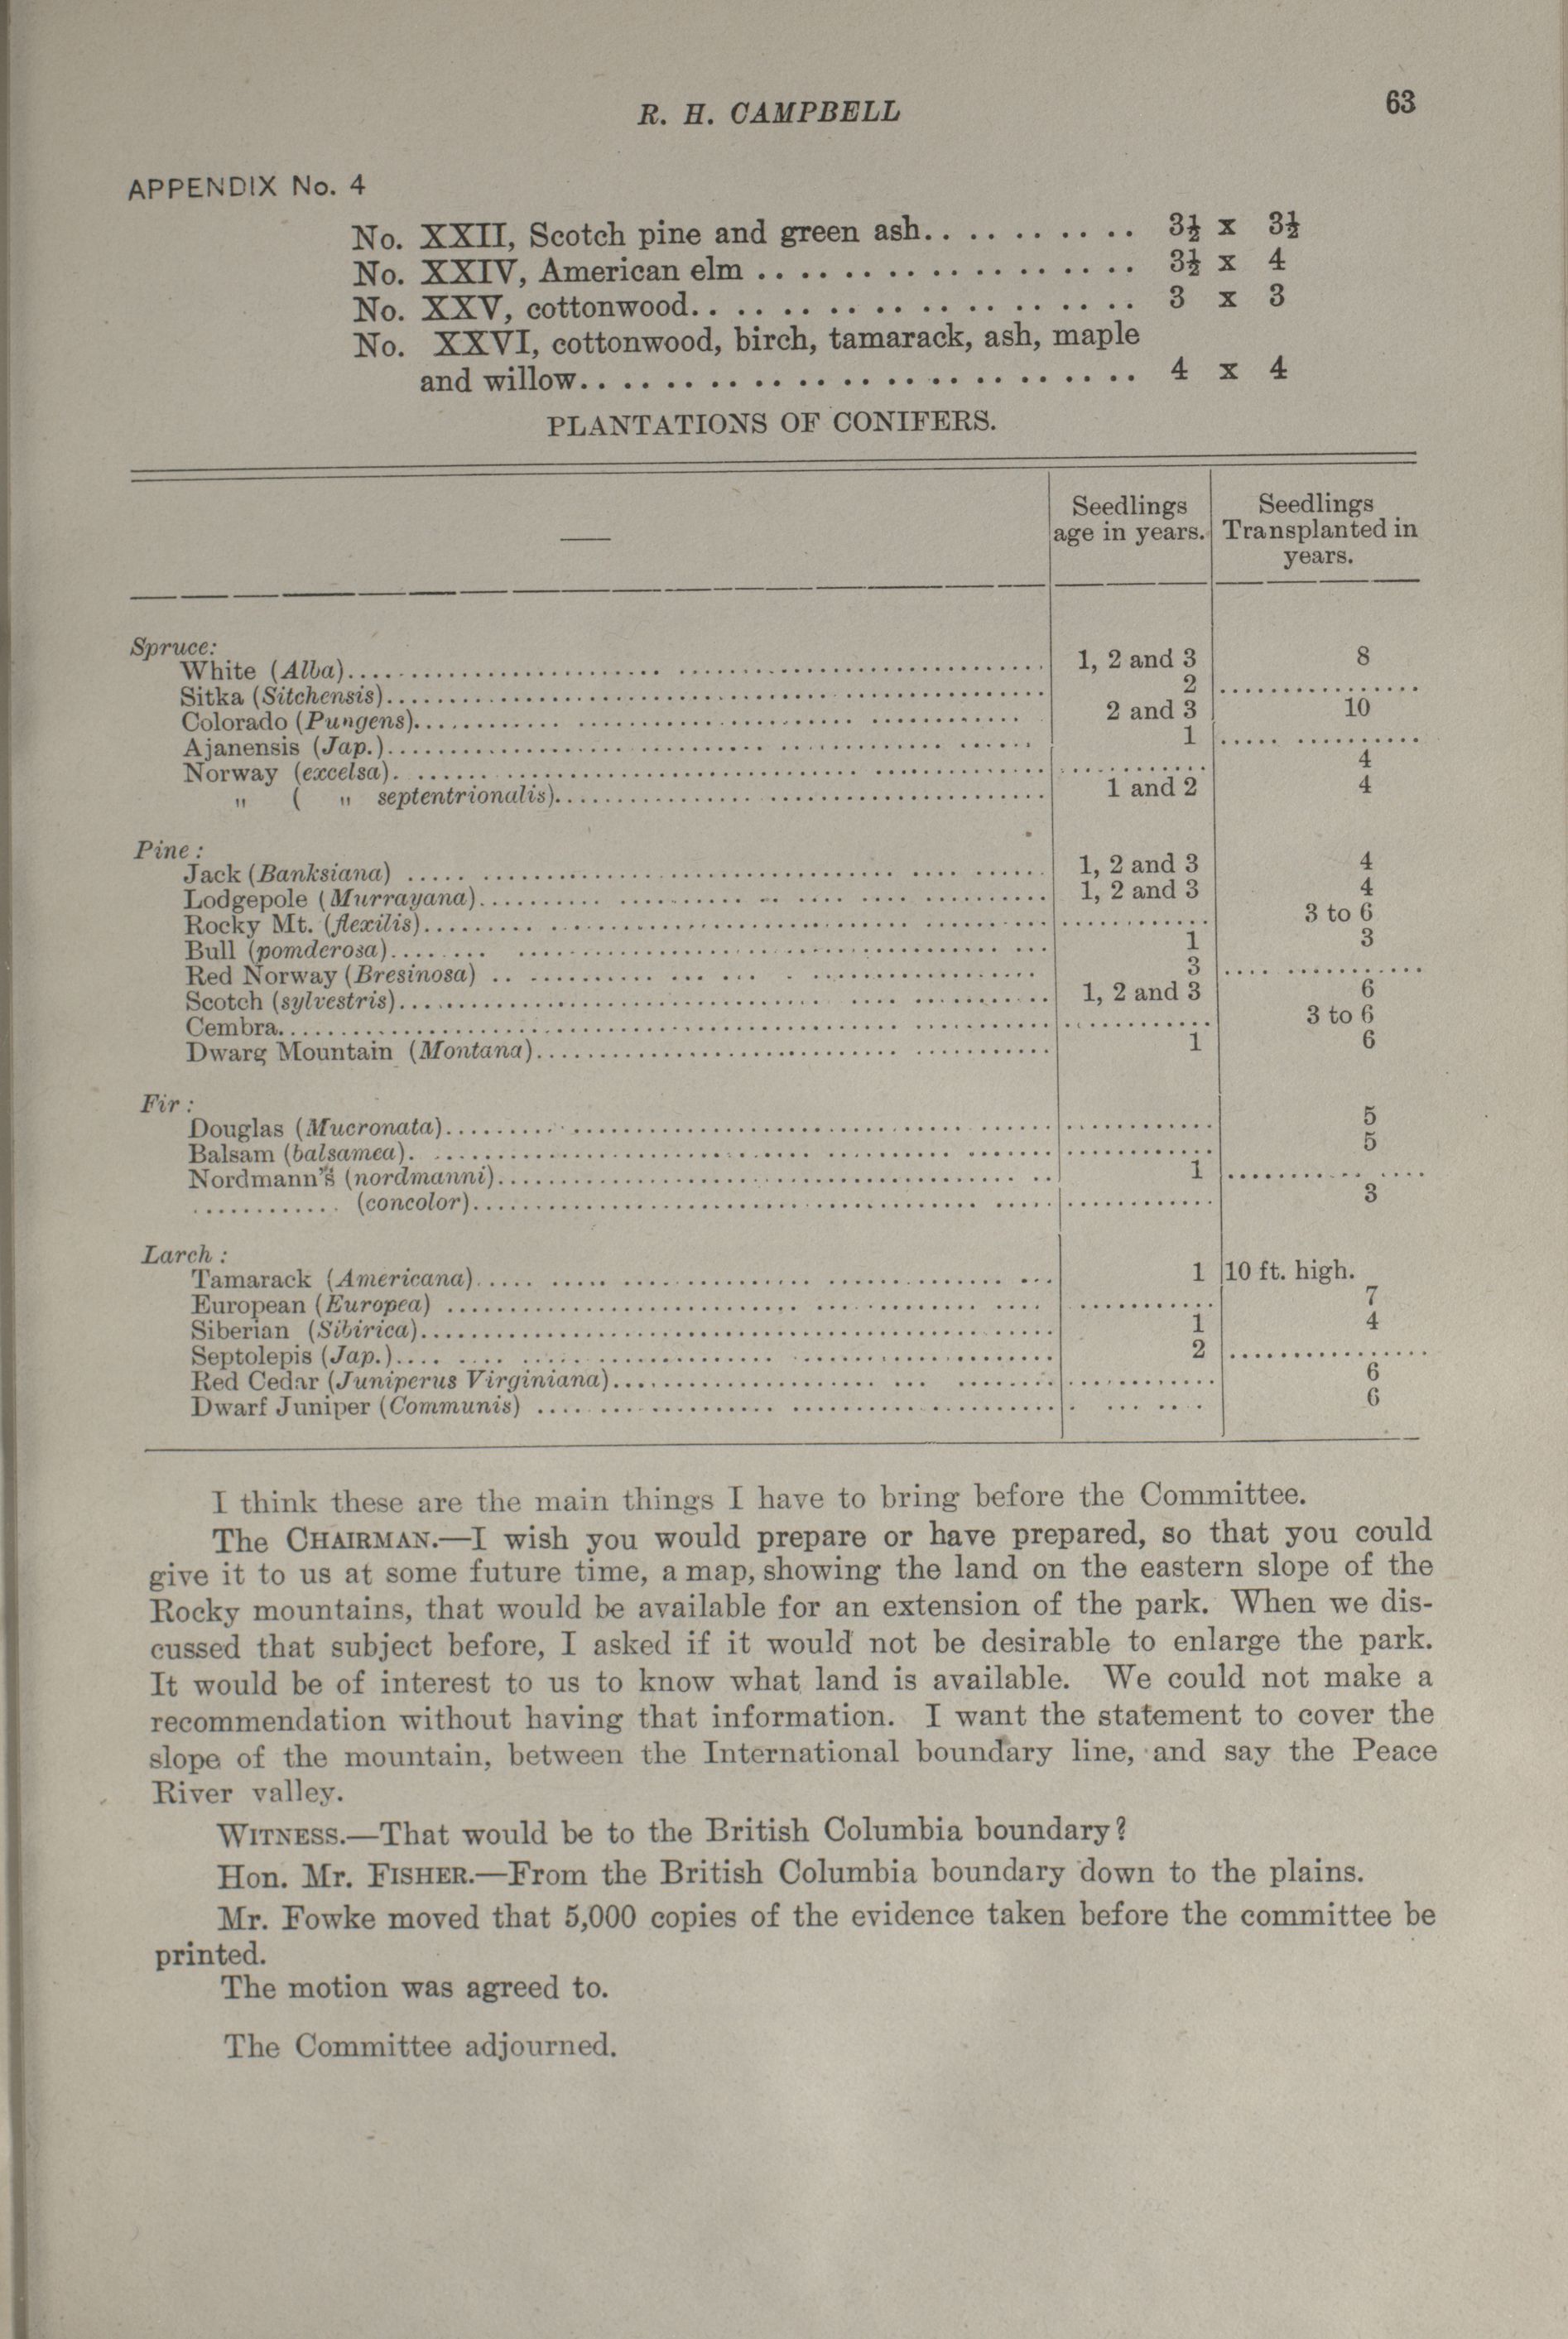 R. H. CAMPBELL 63
APPENDIX No. 4
No. XXII, Scotch pine and green ash.......... 3½ x 3½
No. XXIV, American elm ................. 3½ x 4
No. XXV, cottonwood.................... 3 x 3
No. XXVI, cottonwood, birch, tamarack, ash, maple
and willow.......................... 4 x 4
PLANTATIONS OF CONIFERS.
— Seedlings age in years. Seedlings Transplanted in years.
Spruce:
White (Alba) 1, 2 and 3 8
Sitka (Sitchensis) 2 ........
Colorado (Pungens) 2 and 3 10
Ajanensis (Jap.) 1 ........
Norway (excelsa) ........ 4
" ( " septentrionalis) 1 and 2 4
Pine:
Jack (Banksiana) 1, 2 and 3 4
Lodgepole (Murrayana) 1, 2 and 3 4
Rocky Mt. (flexilis) ........ 3 to 6
Bull (pomderosa) 1 3
Red Norway (Bresinosa) 3 ........
Scotch (sylvestris) 1, 2 and 3 6
Cembra ........ 3 to 6
Dwarg Mountain (Montana) 1 6
Fir:
Douglas (Mucronata) ........ 5
Balsam (balsamea) ........ 5
Nordmann's (nordmanni) 1 ........
............ (concolor) ........ 3
Larch:
Tamarack (Americana) 1 10 ft. high.
European (Europea) ........ 7
Siberian (Sibirica) 1 4
Septolepis (Jap.) 2 ........
Red Cedar (Juniperus Virginiana) ........ 6
Dwarf Juniper (Communis) ........ 6
I think these are the main things I have to bring before the Committee.
The CHAIRMAN.—I wish you would prepare or have prepared, so that you could
give it to us at some future time, a map, showing the land on the eastern slope of the
Rocky mountains, that would be available for an extension of the park. When we dis-
cussed that subject before, I asked if it would not be desirable to enlarge the park.
It would be of interest to us to know what land is available. We could not make a
recommendation without having that information. I want the statement to cover the
slope of the mountain, between the International boundary line, and say the Peace
River valley.
WITNESS.—That would be to the British Columbia boundary?
Hon. Mr. FISHER.—From the British Columbia boundary down to the plains.
Mr. Fowke moved that 5,000 copies of the evidence taken before the committee be
printed.
The motion was agreed to.
The Committee adjourned.